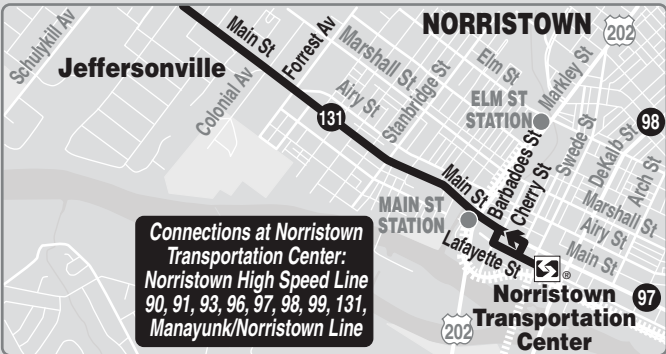 Schulykill Av
Jeffersonville
Main St
Forrest Av
Colonial Av
NORRISTOWN
202
Marshall St
Elm St
Markley St
Airy St
Stanbridge St
ELM ST
STATION
131
98
Swede St
DeKalb St
Arch St
Main St
Barbadoes St
Cherry St
Marshall St
Airy St
Main St
MAIN ST
STATION
Lafayette St
Connections at Norristown
Transportation Center:
Norristown High Speed Line
90, 91, 93, 96, 97, 98, 99, 131,
Manayunk/Norristown Line
®
Norristown
Transportation
Center
97
202